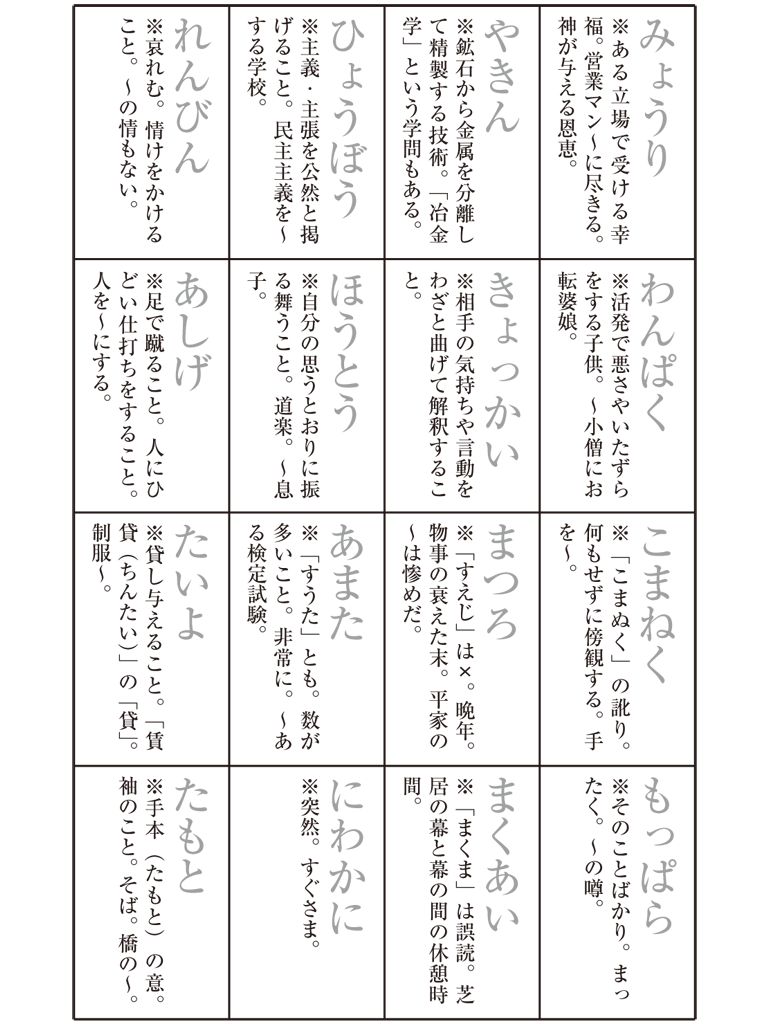 みょうり
※ある立場で受ける幸
福。営業マン〜に尽きる。
神が与える恩恵。
やきん
※鉱石から金属を分離し
て精製する技術。「冶金
学」という学問もある。
ひょうぼう
※主義・主張を公然と掲
げること。民主主義を〜
する学校。
れんびん
※哀れむ。情けをかける
こと。〜の情もない。
わんぱく
※活発で悪さやいたずら
をする子供。〜小僧にお
転婆娘。
きょっかい
※相手の気持ちや言動を
わざと曲げて解釈するこ
と。
ほうとう
※自分の思うとおりに振
る舞うこと。道楽。〜息
子。
あしげ
※足で蹴ること。人にひ
どい仕打ちをすること。
人を〜にする。
こまねく
※「こまぬく」の訛り。
何もせずに傍観する。手
を〜。
まつろ
※「すえじ」は×。晩年。
物事の衰えた末。平家の
〜は惨めだ。
あまた
※「すうた」とも。数が
多いこと。非常に。〜あ
る検定試験。
たいよ
※貸し与えること。「賃
貸（ちんたい）」の「貸」。
制服〜。
もっぱら
※そのことばかり。まっ
たく。〜の噂。
まくあい
※「まくま」は誤読。芝
居の幕と幕の間の休憩時
間。
にわかに
※突然。すぐさま。
たもと
※手本（たもと）の意。
袖のこと。そば。橋の〜。